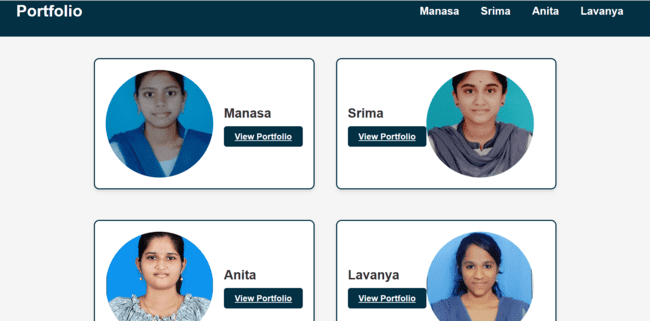 Portfolio
Manasa Srima Anita Lavanya
Manasa
View Portfolio
Srima
View Portfolio
Anita
View Portfolio
Lavanya
View Portfolio